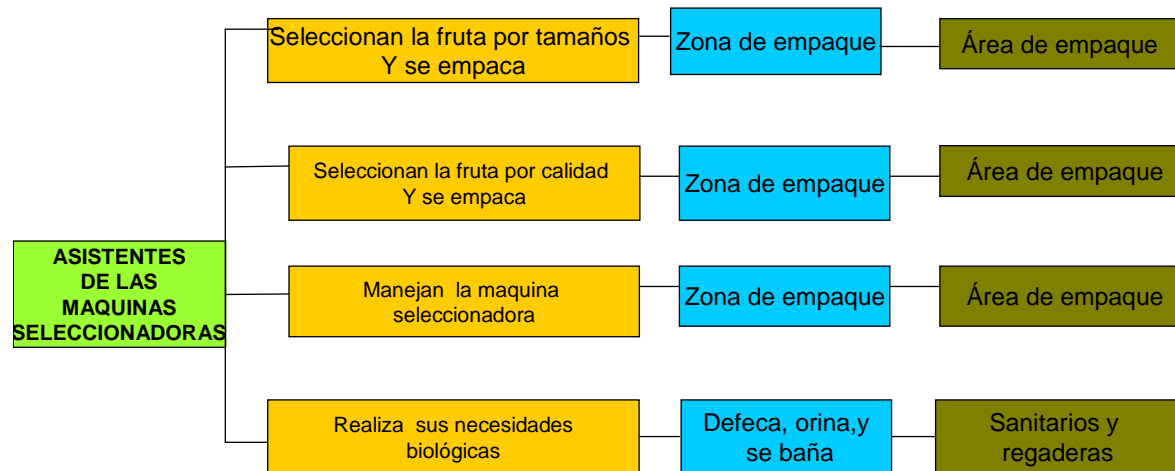 Seleccionan la fruta por tamaños
Y se empaca
Zona de empaque
Área de empaque
Seleccionan la fruta por calidad
Y se empaca
Zona de empaque
Área de empaque
ASISTENTES
DE LAS
MAQUINAS
SELECCIONADORAS
Manejan la maquina
seleccionadora
Zona de empaque
Área de empaque
Realiza sus necesidades
biológicas
Defeca, orina,y
se baña
Sanitarios y
regaderas